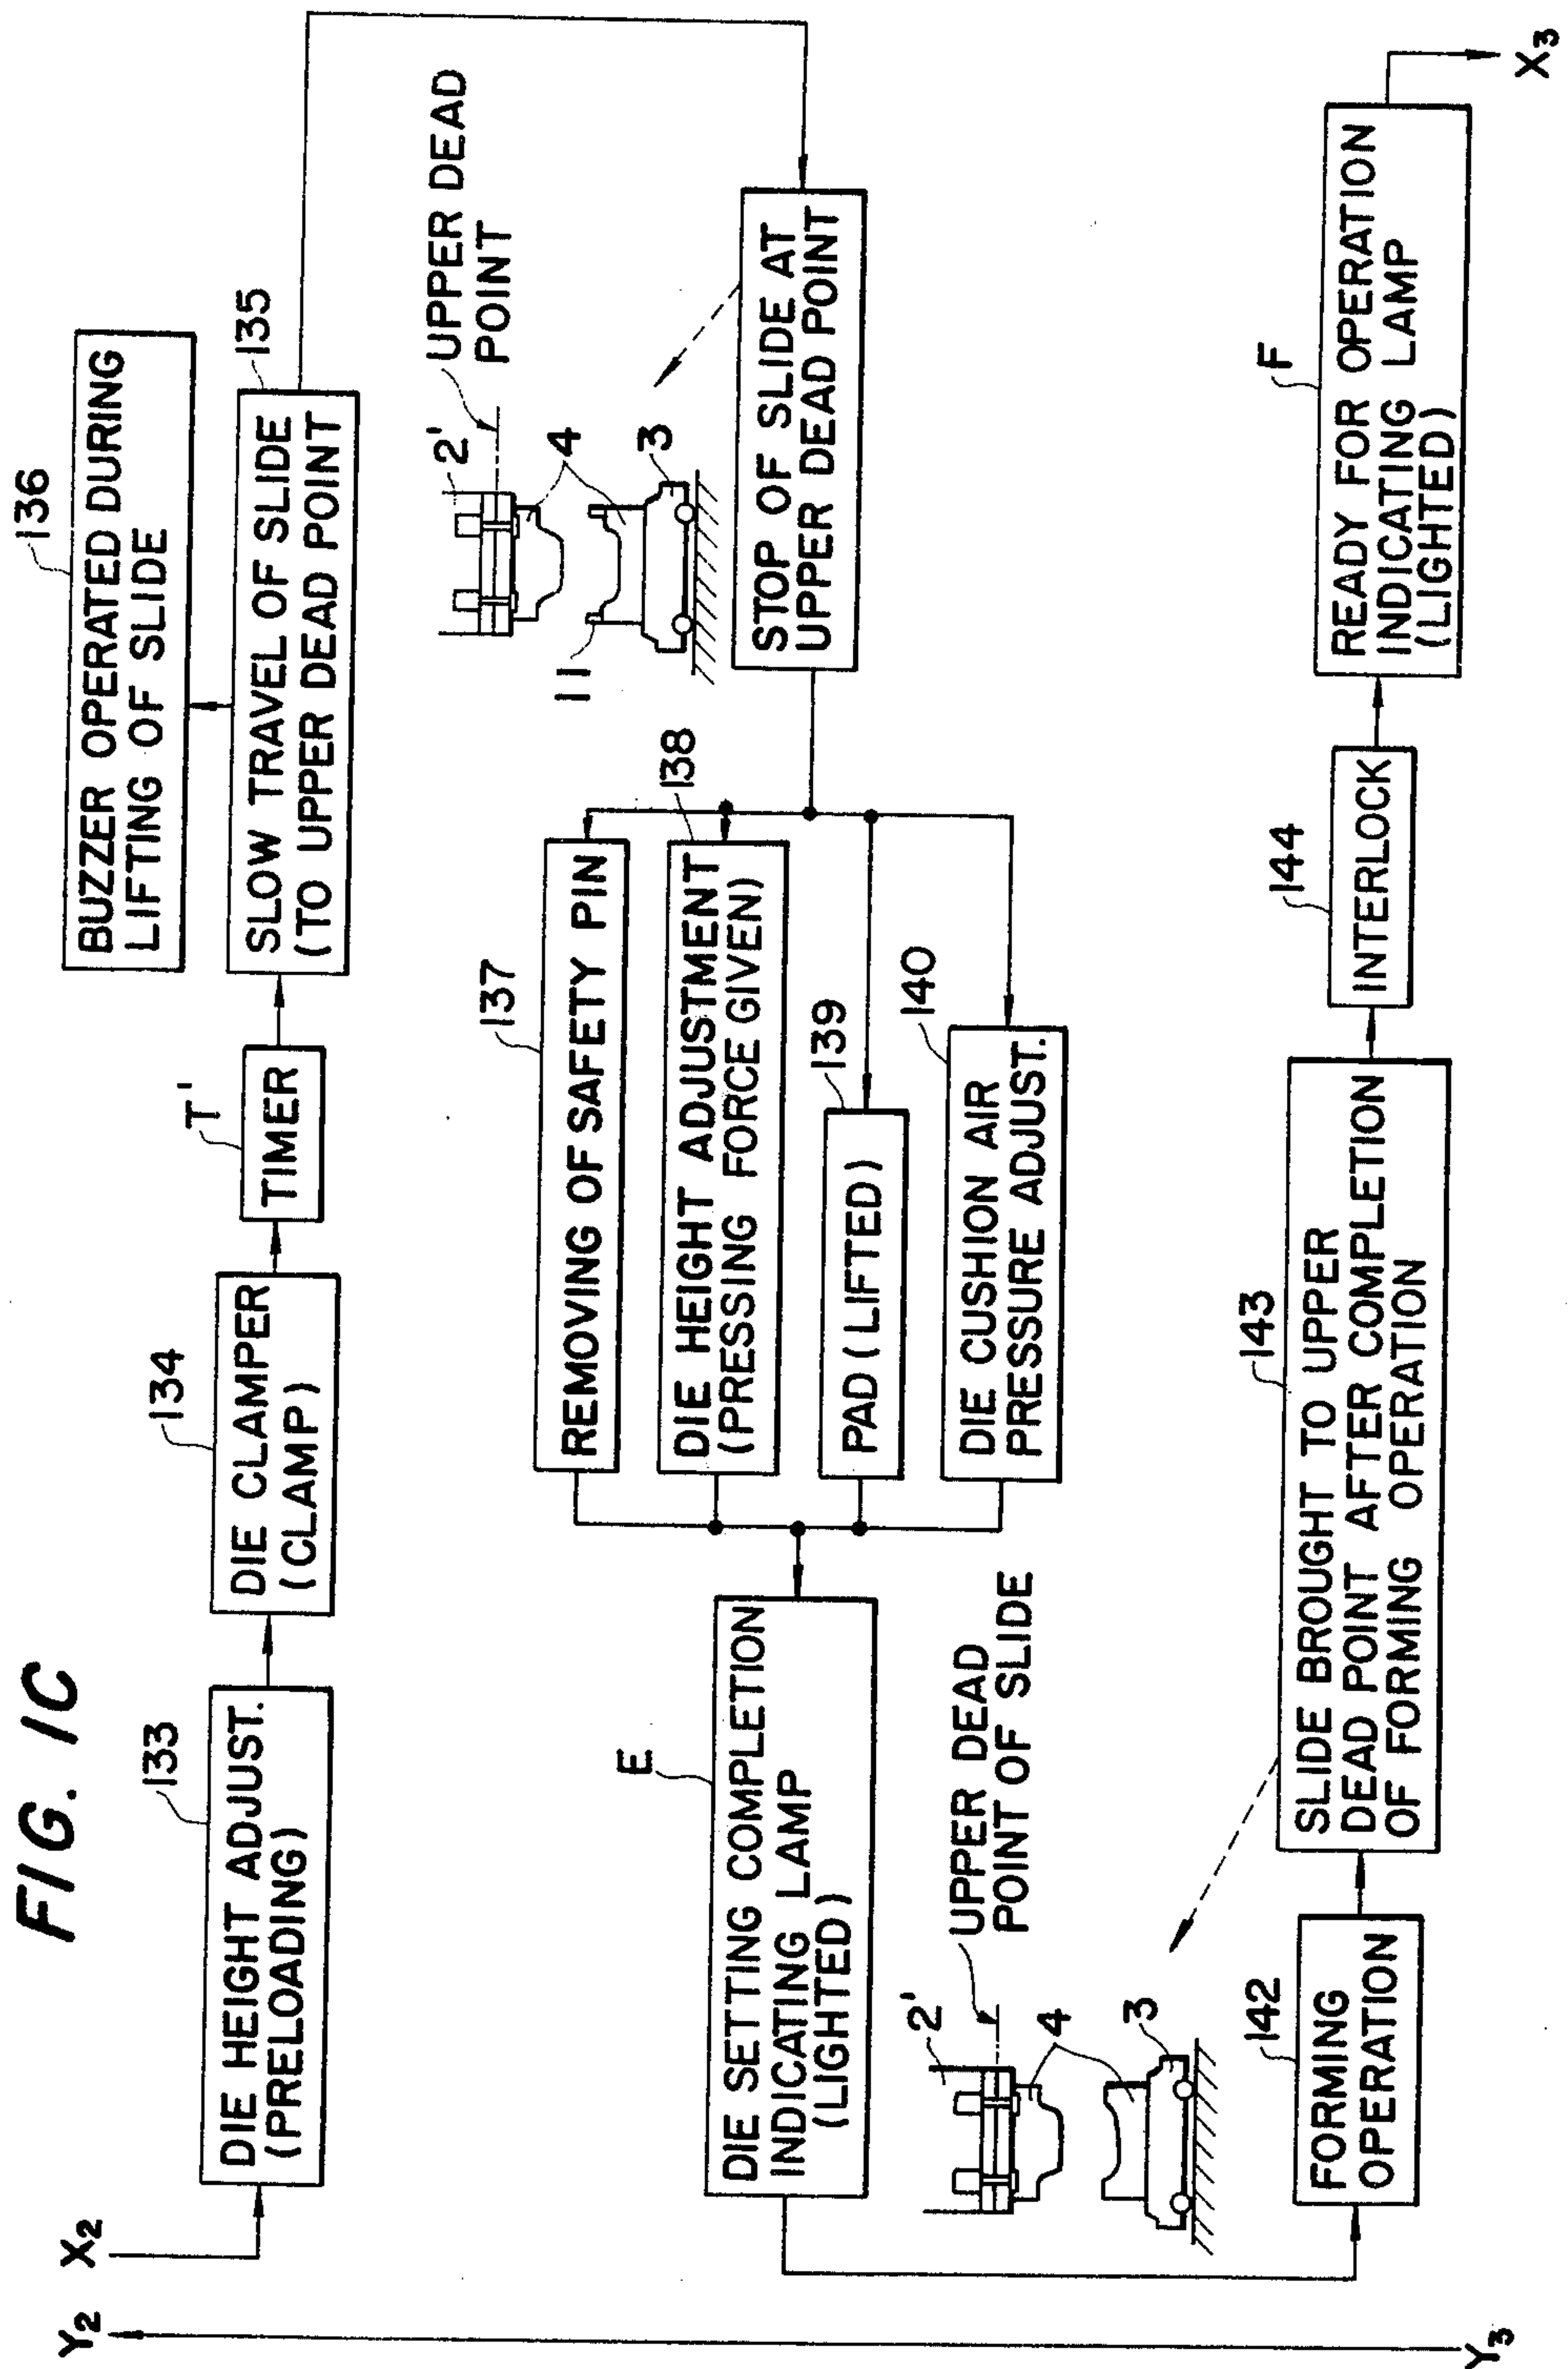 FIG. 1C
Y2
X2
133
DIE HEIGHT ADJUST.
(PRELOADING)
134
DIE CLAMPER
(CLAMP)
T'
TIMER
136
BUZZER OPERATED DURING
LIFTING OF SLIDE
135
SLOW TRAVEL OF SLIDE
(TO UPPER DEAD POINT
UPPER DEAD
POINT
2'
4
3
11
STOP OF SLIDE AT
UPPER DEAD POINT
137
REMOVING OF SAFETY PIN
138
DIE HEIGHT ADJUSTMENT
(PRESSING FORCE GIVEN)
139
PAD (LIFTED)
140
DIE CUSHION AIR
PRESSURE ADJUST.
E
DIE SETTING COMPLETION
INDICATING LAMP
(LIGHTED)
UPPER DEAD
POINT OF SLIDE
2'
4
3
142
FORMING
OPERATION
143
SLIDE BROUGHT TO UPPER
DEAD POINT AFTER COMPLETION
OF FORMING OPERATION
144
INTERLOCK
F
READY FOR OPERATION
INDICATING LAMP
(LIGHTED)
X3
Y3